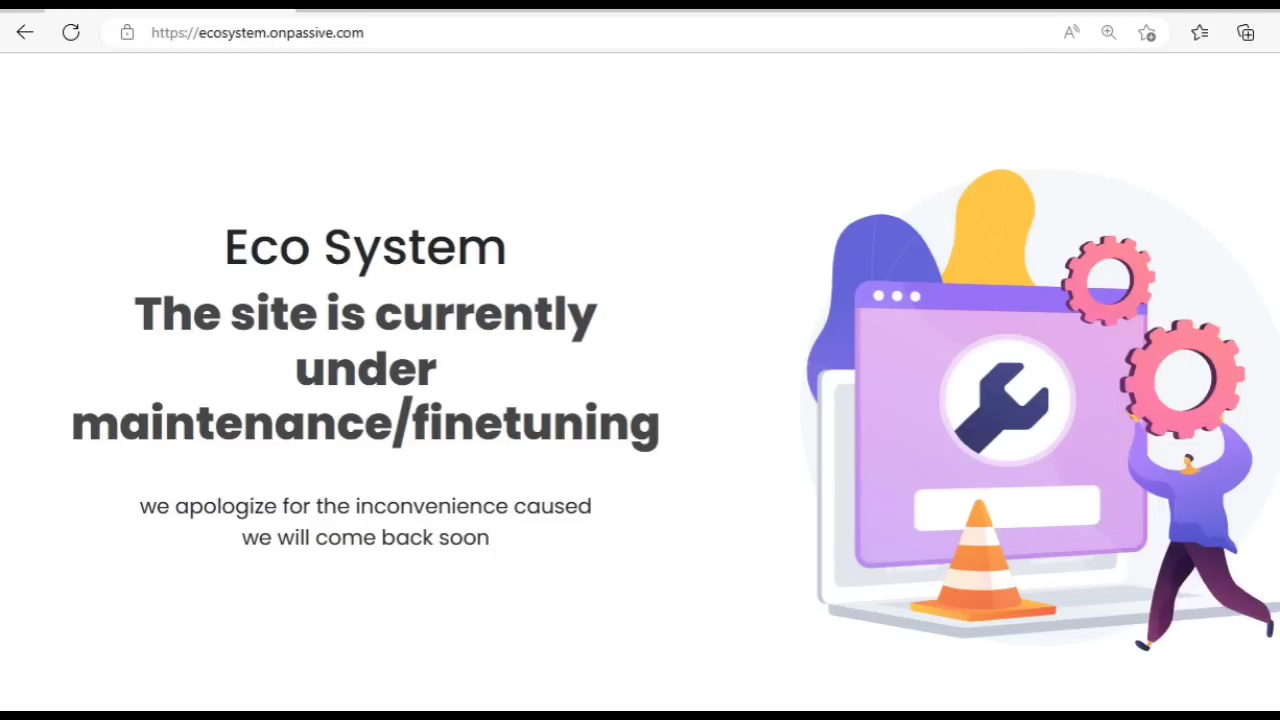 https://ecosystem.onpassive.com
Eco System
The site is currently
under
maintenance/finetuning
we apologize for the inconvenience caused
we will come back soon